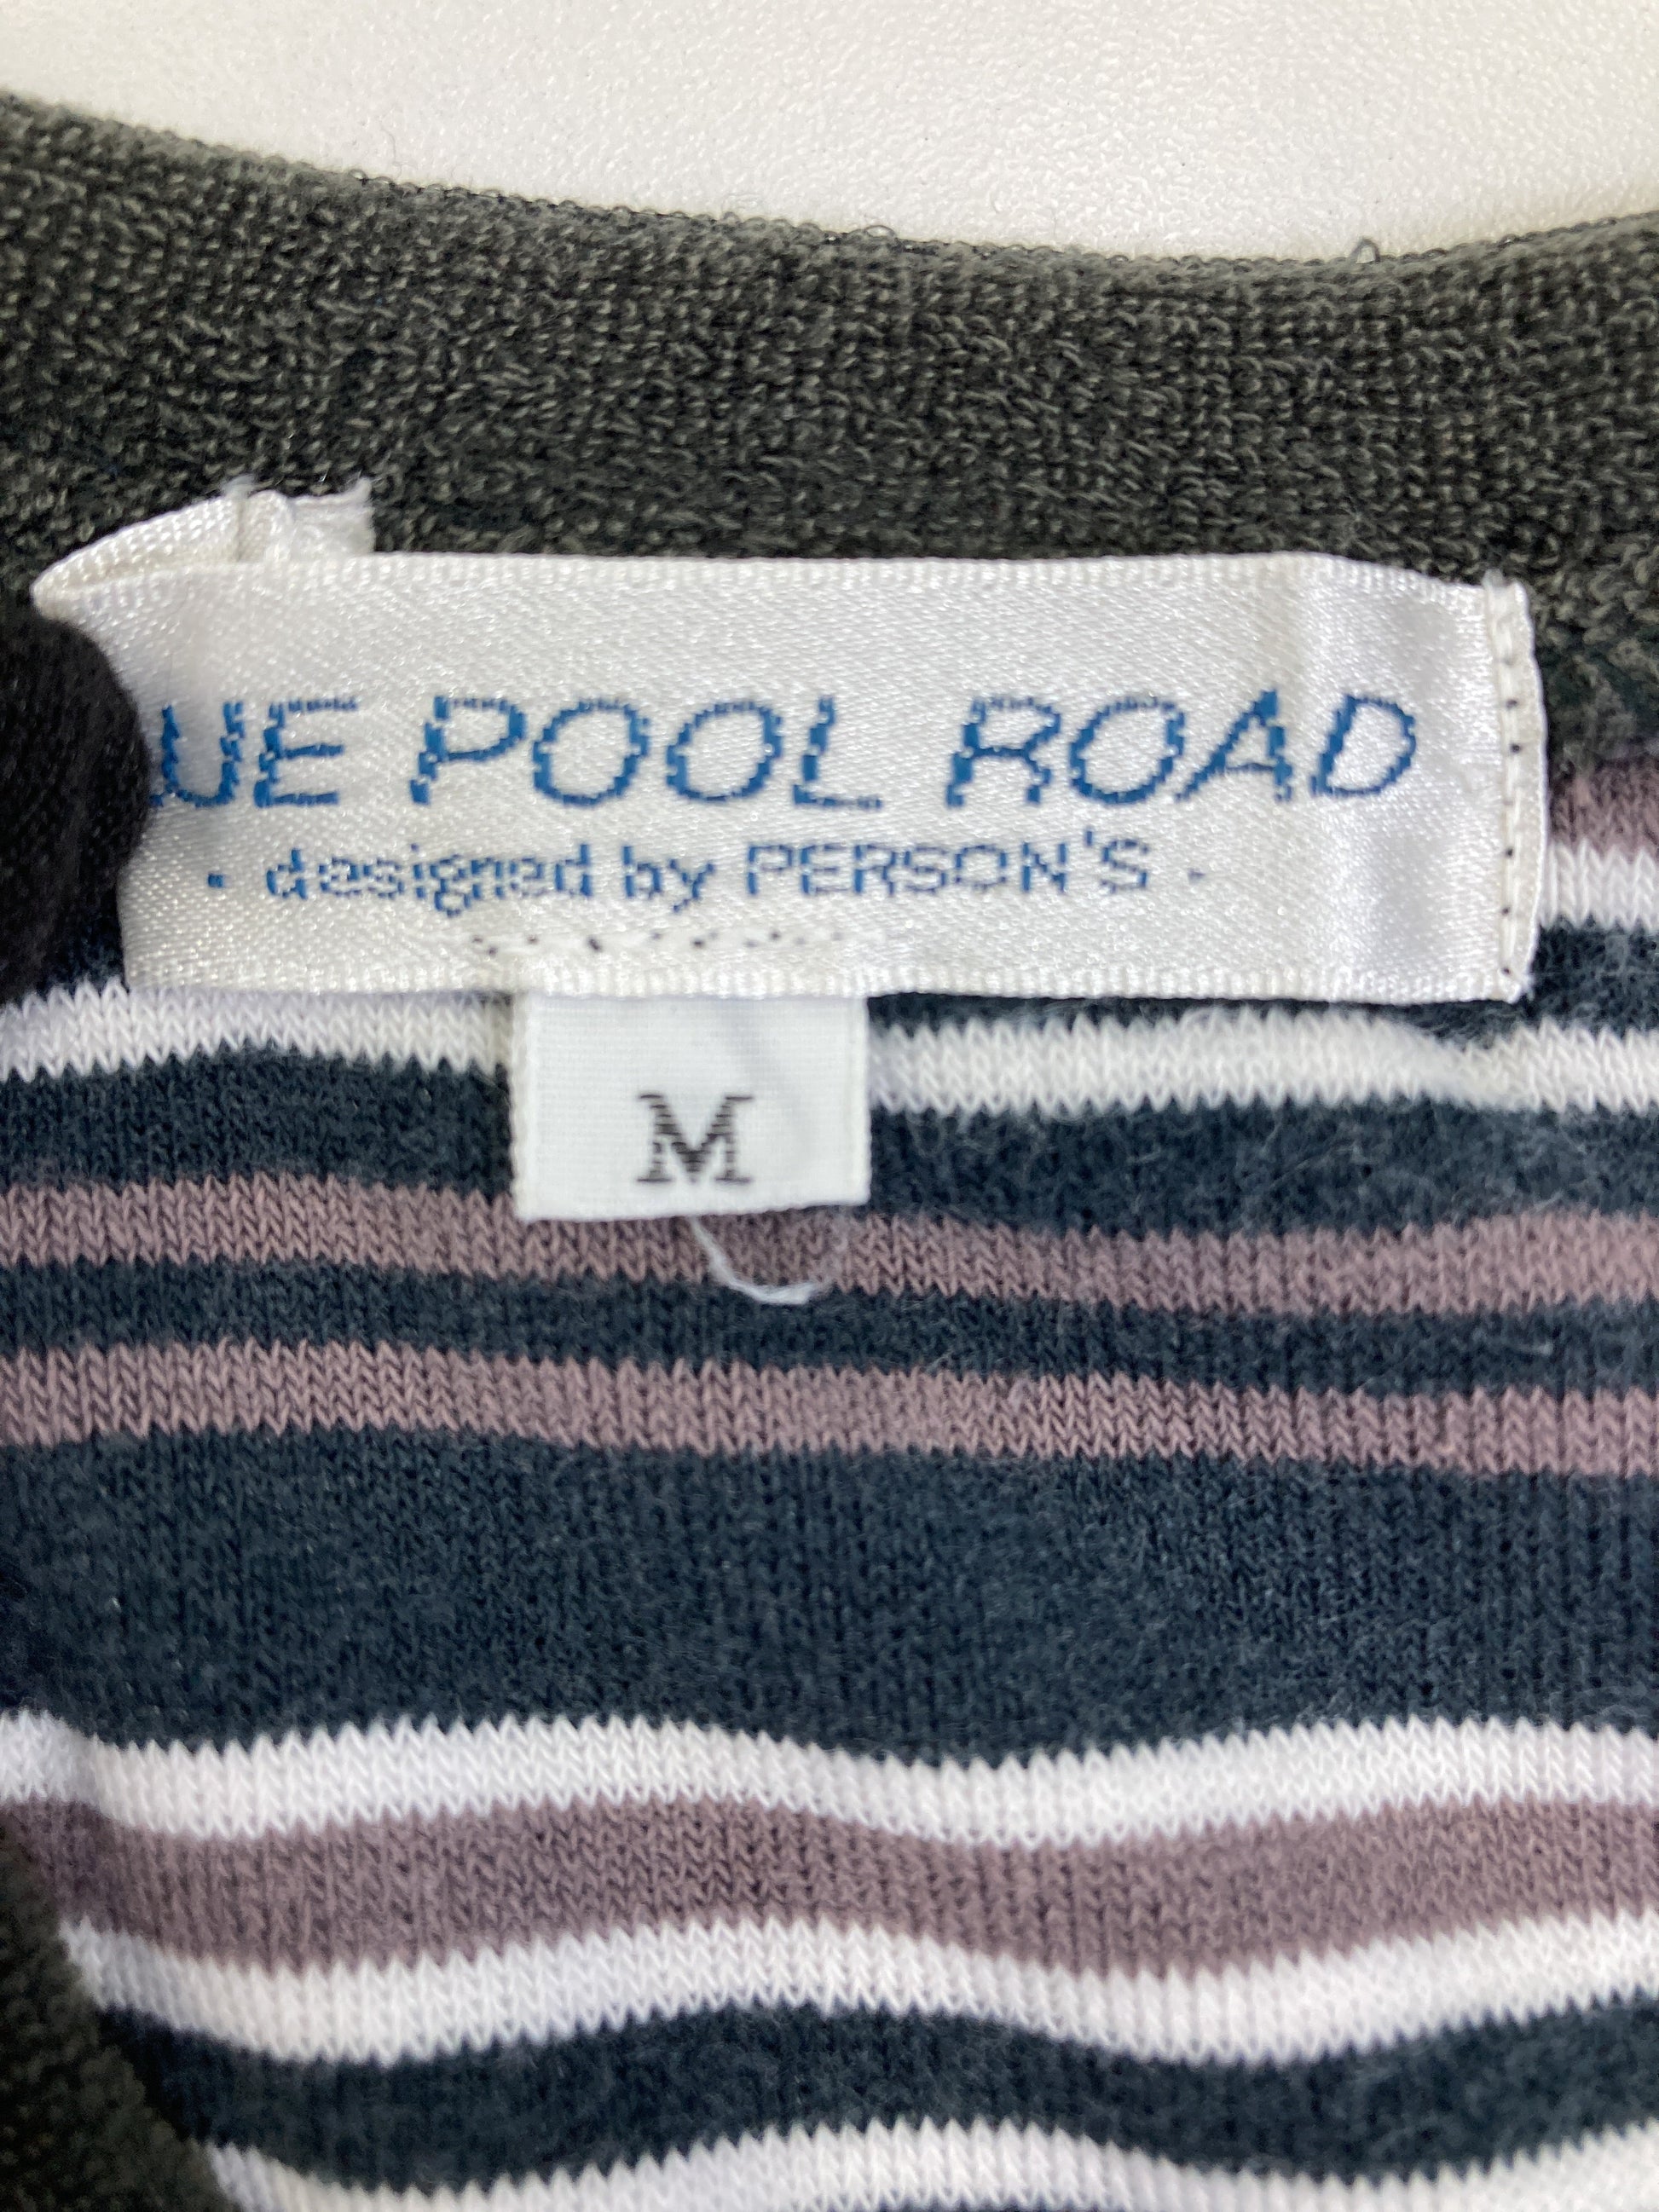 UE POOL ROAD
· designed by PERSON'S ·
M